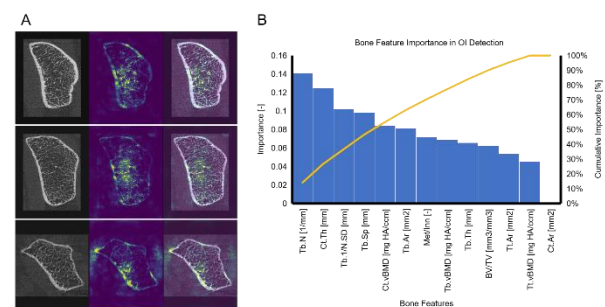 A
B
Bone Feature Importance in OI Detection
0.16
0.14
0.12
0.1
0.08
0.06
0.04
0.02
0
Importance [-]
100%
90%
80%
70%
60%
50%
40%
30%
20%
10%
0%
Cumulative Importance [%]
Tb.N [1/mm]
Ct.Th [mm]
Tb.1/N.SD [mm]
Tb.Sp [mm]
Ct.vBMD [mg HA/ccm]
Tb.Ar [mm2]
Met/Inn [-]
Tb.vBMD [mg HA/ccm]
Tb.Th [mm]
BV/TV [mm3/mm3]
Tt.Ar [mm2]
Tt.vBMD [mg HA/ccm]
Ct.Ar [mm2]
Bone Features